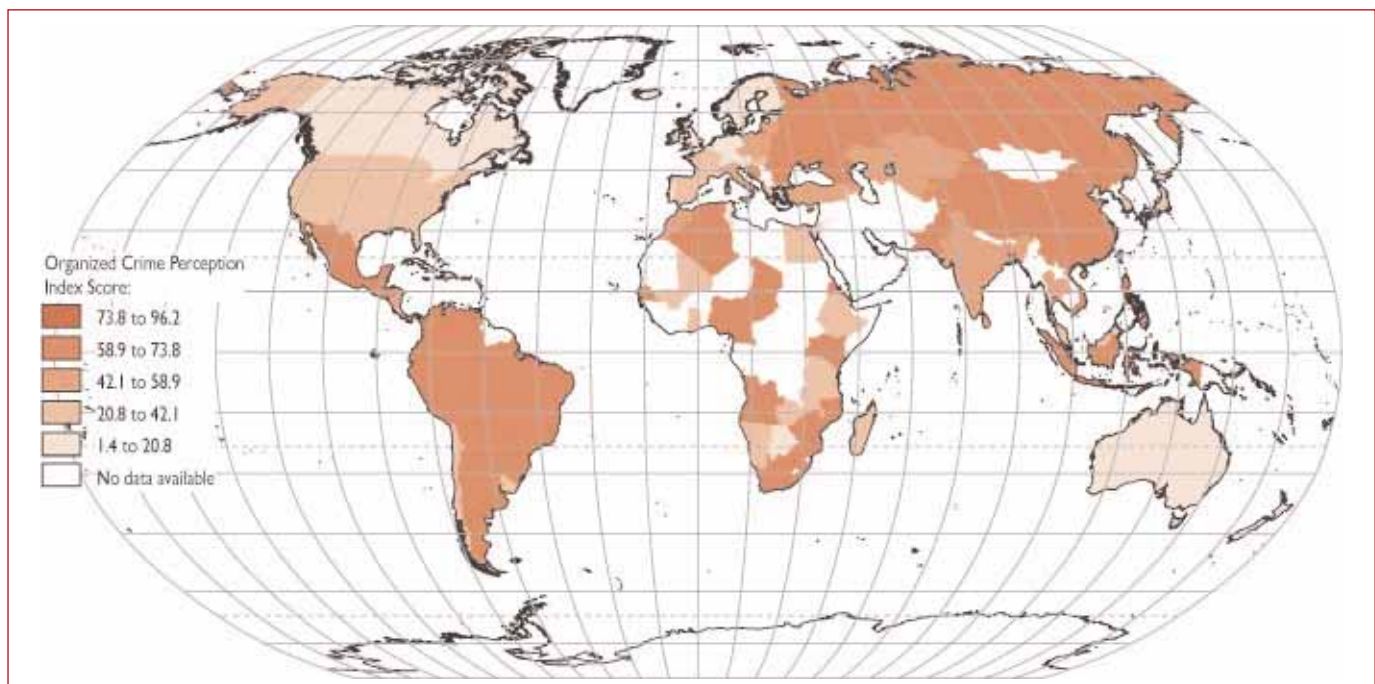 Organized Crime Perception
Index Score:
73.8 to 96.2
58.9 to 73.8
42.1 to 58.9
20.8 to 42.1
1.4 to 20.8
No data available